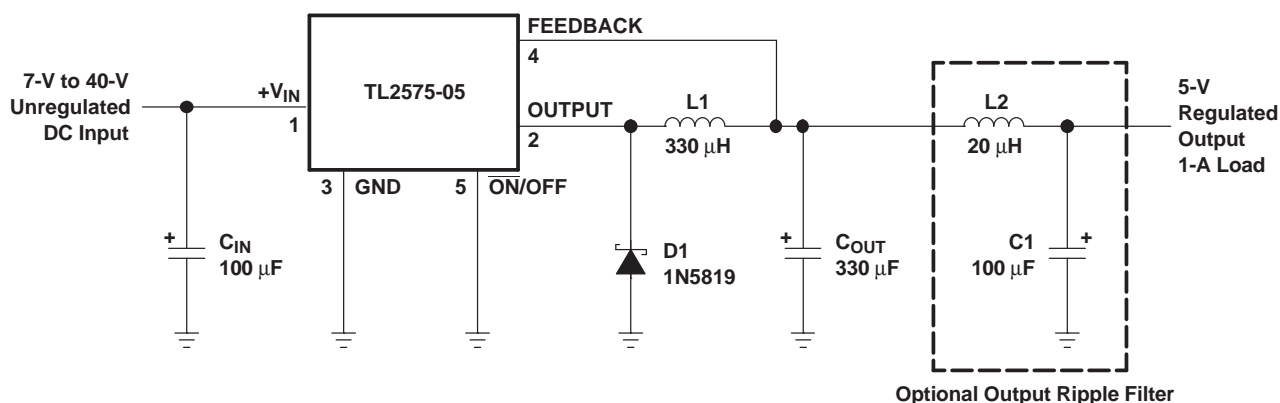 FEEDBACK
4
7-V to 40-V
Unregulated
DC Input
+VIN
1
TL2575-05
OUTPUT
2
L1
330 μH
L2
20 μH
5-V
Regulated
Output
1-A Load
3 GND
5 ON/OFF
+
CIN
100 μF
D1
1N5819
+
COUT
330 μF
C1
100 μF
+
Optional Output Ripple Filter